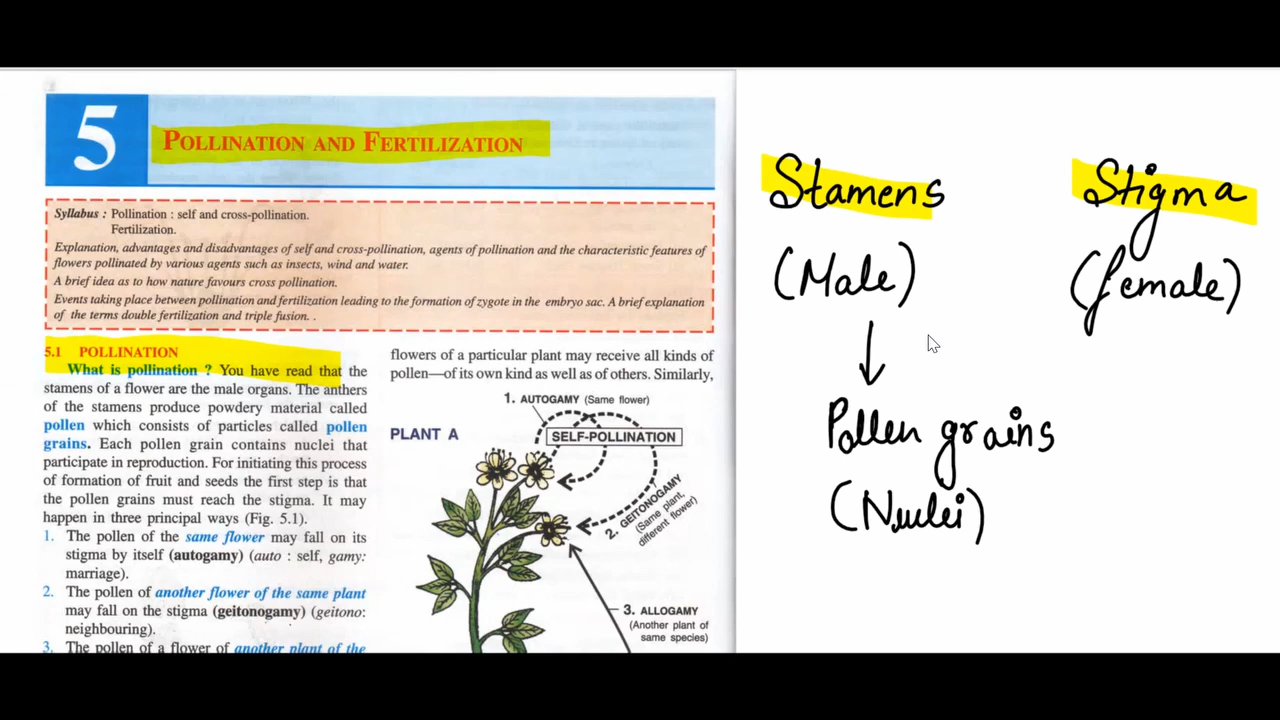 5
POLLINATION AND FERTILIZATION
Syllabus : Pollination : self and cross-pollination.
Fertilization.
Explanation, advantages and disadvantages of self and cross-pollination, agents of pollination and the characteristic features of
flowers pollinated by various agents such as insects, wind and water.
A brief idea as to how nature favours cross pollination.
Events taking place between pollination and fertilization leading to the formation of zygote in the embryo sac. A brief explanation
of the terms double fertilization and triple fusion. .
5.1 POLLINATION
What is pollination ? You have read that the
stamens of a flower are the male organs. The anthers
of the stamens produce powdery material called
pollen which consists of particles called pollen
grains. Each pollen grain contains nuclei that
participate in reproduction. For initiating this process
of formation of fruit and seeds the first step is that
the pollen grains must reach the stigma. It may
happen in three principal ways (Fig. 5.1).
1. The pollen of the same flower may fall on its
stigma by itself (autogamy) (auto : self, gamy:
marriage).
2. The pollen of another flower of the same plant
may fall on the stigma (geitonogamy) (geitono:
neighbouring).
3. The pollen of a flower of another plant of the
flowers of a particular plant may receive all kinds of
pollen—of its own kind as well as of others. Similarly,
1. AUTOGAMY (Same flower)
PLANT A
SELF-POLLINATION
2. GEITONOGAMY
(Same plant,
different flower)
3. ALLOGAMY
(Another plant of
same species)
Stamens
(Male)
Pollen grains
(Nuclei)
Stigma
(female)